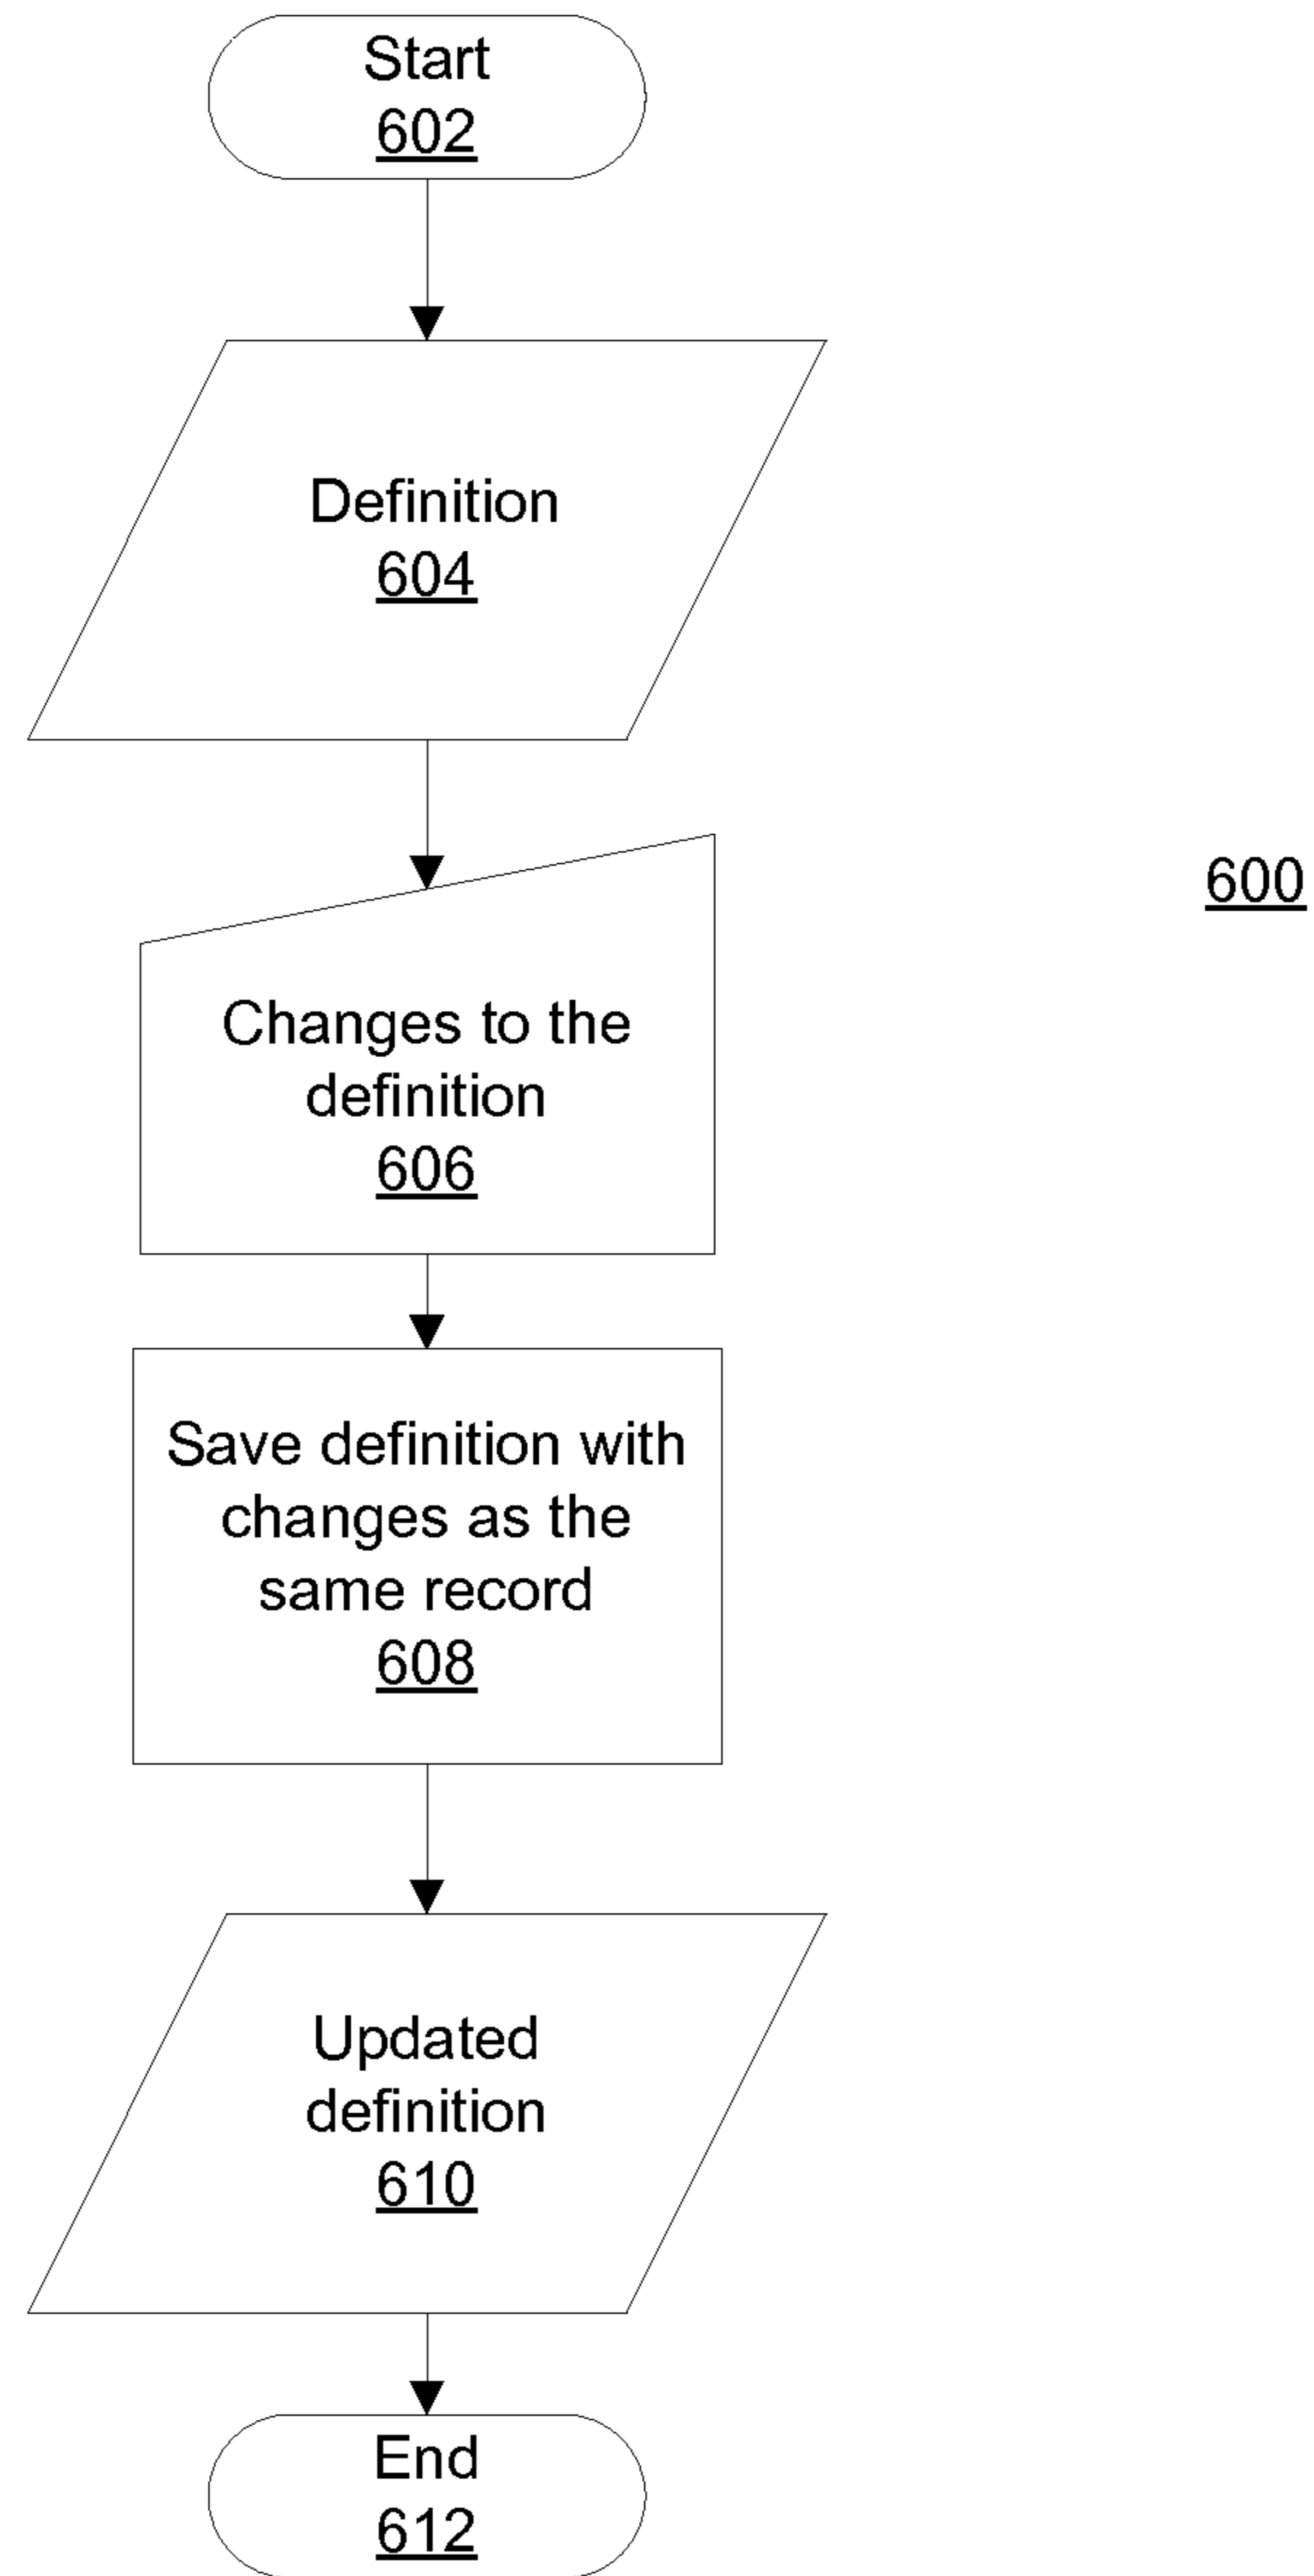 Start
602
Definition
604
600
Changes to the
definition
606
Save definition with
changes as the
same record
608
Updated
definition
610
End
612